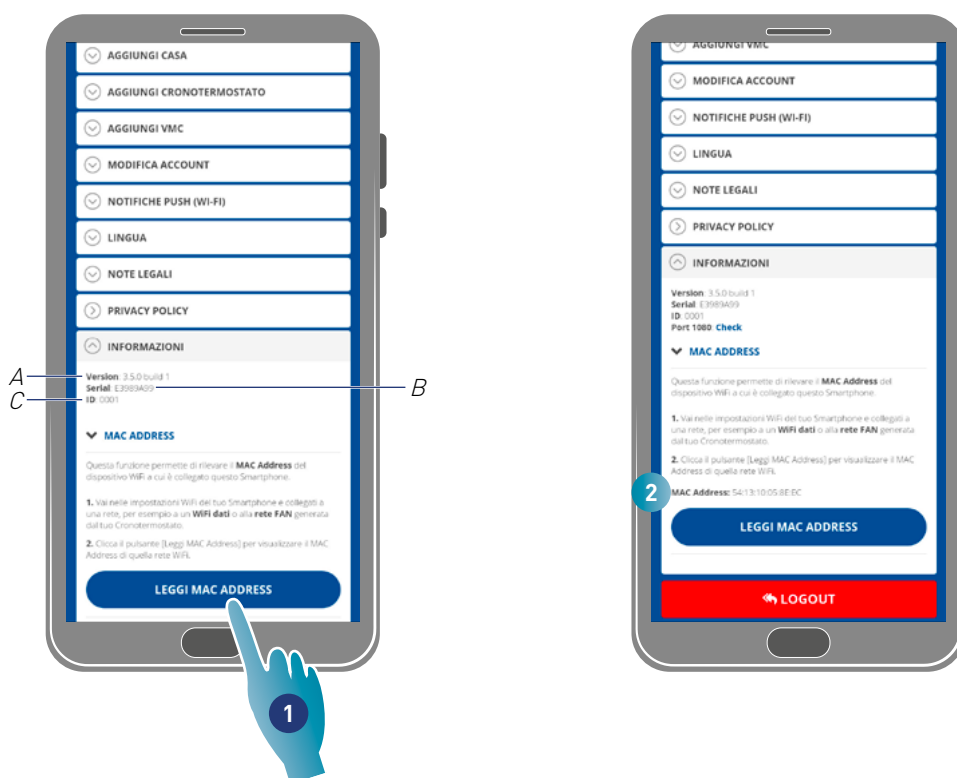 AGGIUNGI CASA
AGGIUNGI CRONOTERMOSTATO
AGGIUNGI VMC
MODIFICA ACCOUNT
NOTIFICHE PUSH (WI-FI)
LINGUA
NOTE LEGALI
PRIVACY POLICY
INFORMAZIONI
A
Version: 3.5.0 build 1
Serial: E3989A99
B
C
ID: 0001
MAC ADDRESS
Questa funzione permette di rilevare il MAC Address del
dispositivo WiFi a cui è collegato questo Smartphone.
1. Vai nelle impostazioni WiFi del tuo Smartphone e collegati a
una rete, per esempio a un WiFi dati o alla rete FAN generata
dal tuo Cronotermostato.
2. Clicca il pulsante [Leggi MAC Address] per visualizzare il MAC
Address di quella rete WiFi.
LEGGI MAC ADDRESS
1
AGGIUNGI VMC
MODIFICA ACCOUNT
NOTIFICHE PUSH (WI-FI)
LINGUA
NOTE LEGALI
PRIVACY POLICY
INFORMAZIONI
Version: 3.5.0 build 1
Serial: E3989A99
ID: 0001
Port 1080: Check
MAC ADDRESS
Questa funzione permette di rilevare il MAC Address del
dispositivo WiFi a cui è collegato questo Smartphone.
1. Vai nelle impostazioni WiFi del tuo Smartphone e collegati a
una rete, per esempio a un WiFi dati o alla rete FAN generata
dal tuo Cronotermostato.
2. Clicca il pulsante [Leggi MAC Address] per visualizzare il MAC
Address di quella rete WiFi.
2
MAC Address: 54:13:10:05:8E:EC
LEGGI MAC ADDRESS
LOGOUT